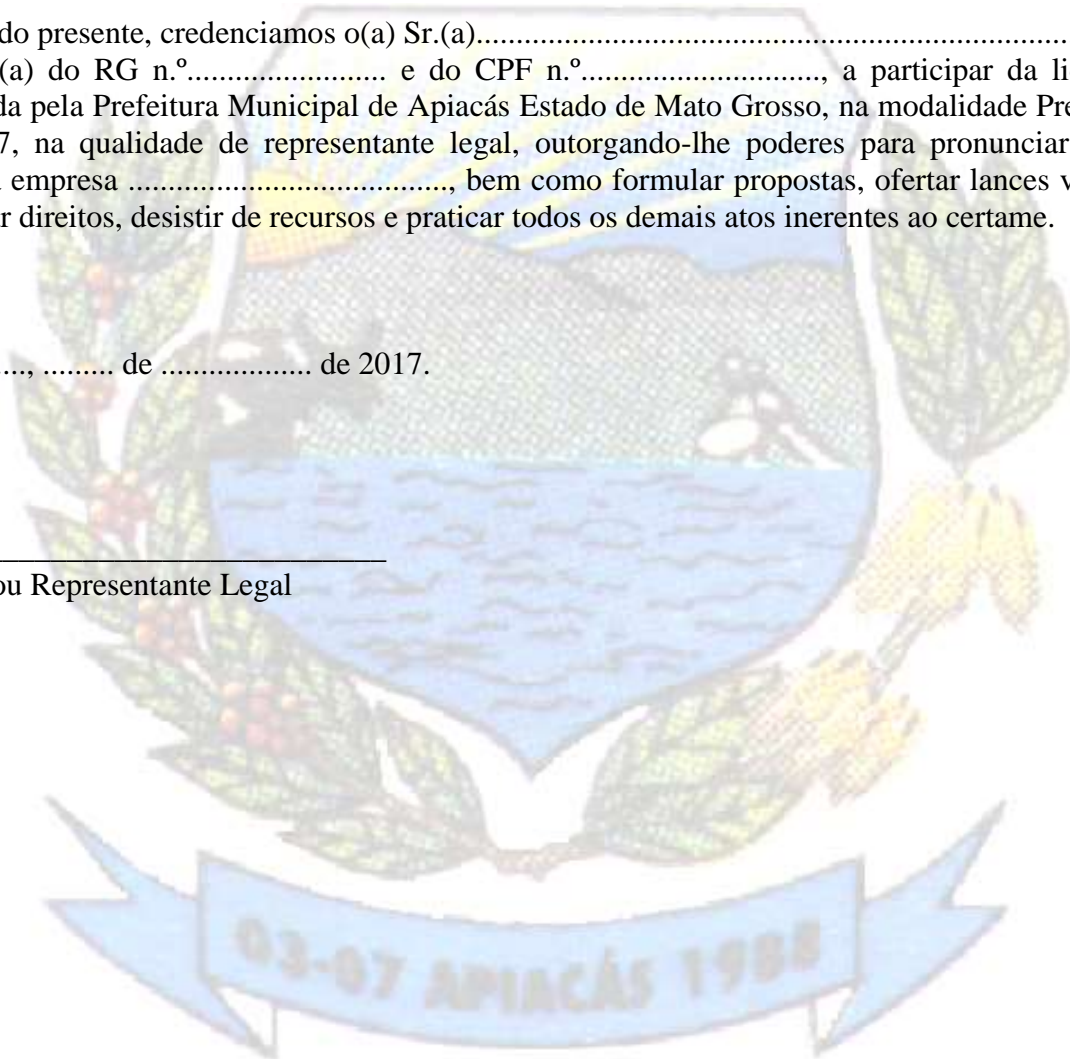 do presente, credenciamos o(a) Sr.(a)..........................................................................
(a) do RG n.º......................... e do CPF n.º.............................., a participar da li
da pela Prefeitura Municipal de Apiacás Estado de Mato Grosso, na modalidade Pre
7, na qualidade de representante legal, outorgando-lhe poderes para pronunciar
a empresa ........................................, bem como formular propostas, ofertar lances v
r direitos, desistir de recursos e praticar todos os demais atos inerentes ao certame.
...., ......... de ................... de 2017.
________________________
ou Representante Legal
03-07 APIACÁS 1988